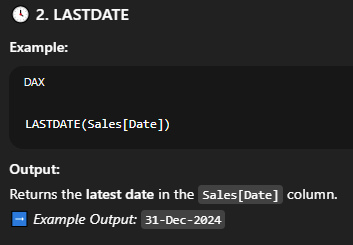 🕓 2. LASTDATE
Example:
DAX
LASTDATE(Sales[Date])
Output:
Returns the latest date in the Sales[Date] column.
➡️ Example Output: 31-Dec-2024